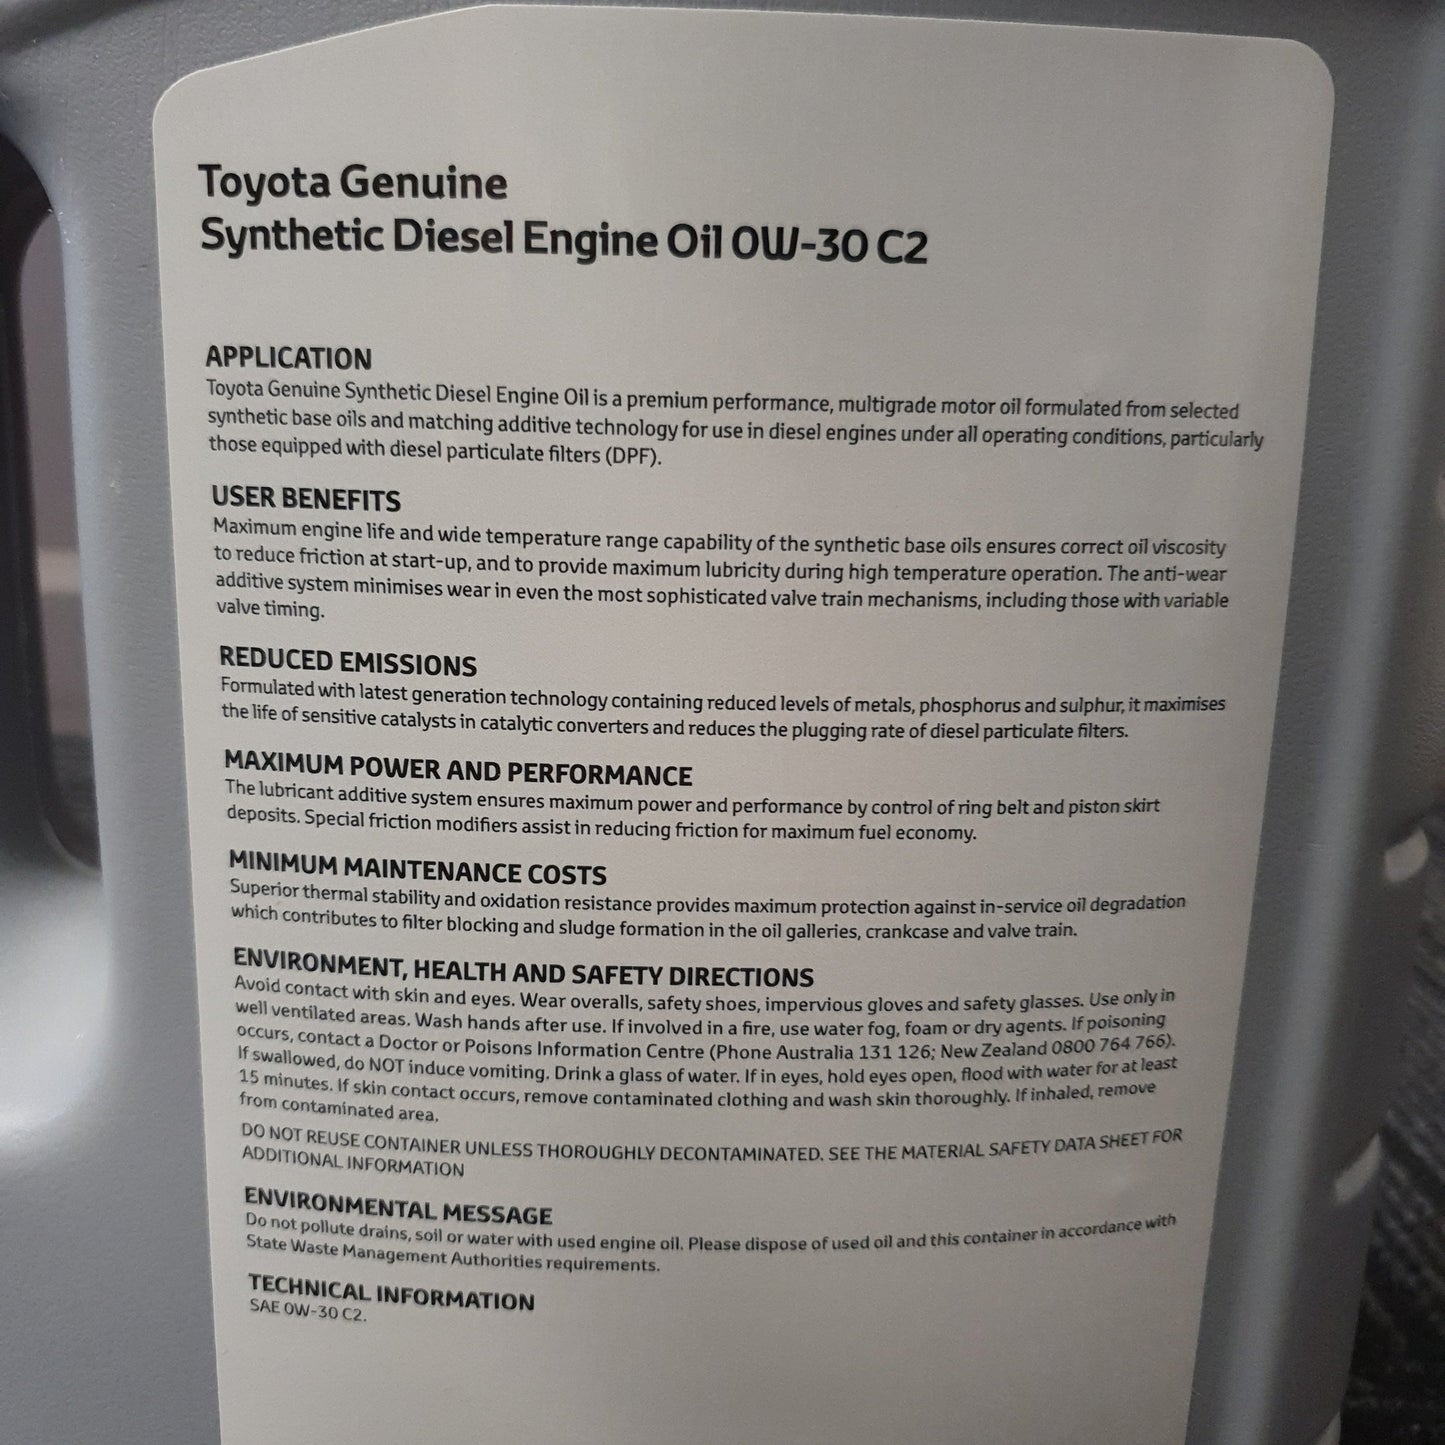 Toyota Genuine
Synthetic Diesel Engine Oil 0W-30 C2
APPLICATION
Toyota Genuine Synthetic Diesel Engine Oil is a premium performance, multigrade motor oil formulated from selected
synthetic base oils and matching additive technology for use in diesel engines under all operating conditions, particularly
those equipped with diesel particulate filters (DPF).
USER BENEFITS
Maximum engine life and wide temperature range capability of the synthetic base oils ensures correct oil viscosity
to reduce friction at start-up, and to provide maximum lubricity during high temperature operation. The anti-wear
additive system minimises wear in even the most sophisticated valve train mechanisms, including those with variable
valve timing.
REDUCED EMISSIONS
Formulated with latest generation technology containing reduced levels of metals, phosphorus and sulphur, it maximises
the life of sensitive catalysts in catalytic converters and reduces the plugging rate of diesel particulate filters.
MAXIMUM POWER AND PERFORMANCE
The lubricant additive system ensures maximum power and performance by control of ring belt and piston skirt
deposits. Special friction modifiers assist in reducing friction for maximum fuel economy.
MINIMUM MAINTENANCE COSTS
Superior thermal stability and oxidation resistance provides maximum protection against in-service oil degradation
which contributes to filter blocking and sludge formation in the oil galleries, crankcase and valve train.
ENVIRONMENT, HEALTH AND SAFETY DIRECTIONS
Avoid contact with skin and eyes. Wear overalls, safety shoes, impervious gloves and safety glasses. Use only in
well ventilated areas. Wash hands after use. If involved in a fire, use water fog, foam or dry agents. If poisoning
occurs, contact a Doctor or Poisons Information Centre (Phone Australia 131 126; New Zealand 0800 764 766).
If swallowed, do NOT induce vomiting. Drink a glass of water. If in eyes, hold eyes open, flood with water for at least
15 minutes. If skin contact occurs, remove contaminated clothing and wash skin thoroughly. If inhaled, remove
from contaminated area.
DO NOT REUSE CONTAINER UNLESS THOROUGHLY DECONTAMINATED. SEE THE MATERIAL SAFETY DATA SHEET FOR
ADDITIONAL INFORMATION
ENVIRONMENTAL MESSAGE
Do not pollute drains, soil or water with used engine oil. Please dispose of used oil and this container in accordance with
State Waste Management Authorities requirements.
TECHNICAL INFORMATION
SAE 0W-30 C2.